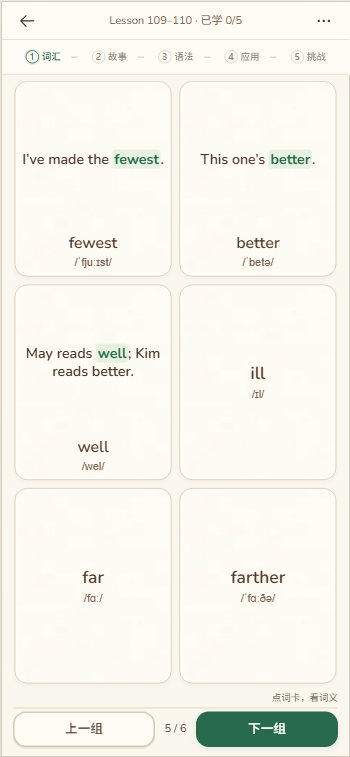 Lesson 109–110 · 已学 0/5
1 词汇 – 2 故事 – 3 语法 – 4 应用 – 5 挑战
I've made the fewest.
fewest
/ˈfjuːɪst/
This one's better.
better
/ˈbetə/
May reads well; Kim
reads better.
well
/wel/
ill
/ɪl/
far
/fɑː/
farther
/ˈfɑːðə/
点词卡，看词义
上一组 5 / 6 下一组